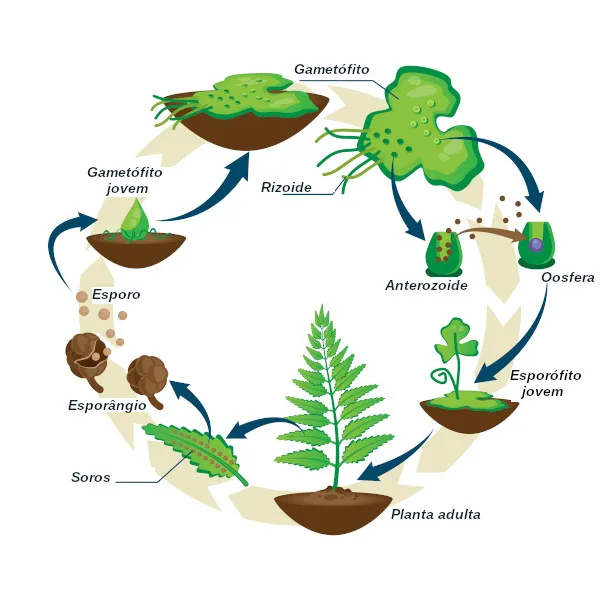 Gametófito
Gametófito
jovem
Rizoide
Anterozoide
Oosfera
Esporo
Esporófito
jovem
Esporângio
Soros
Planta adulta